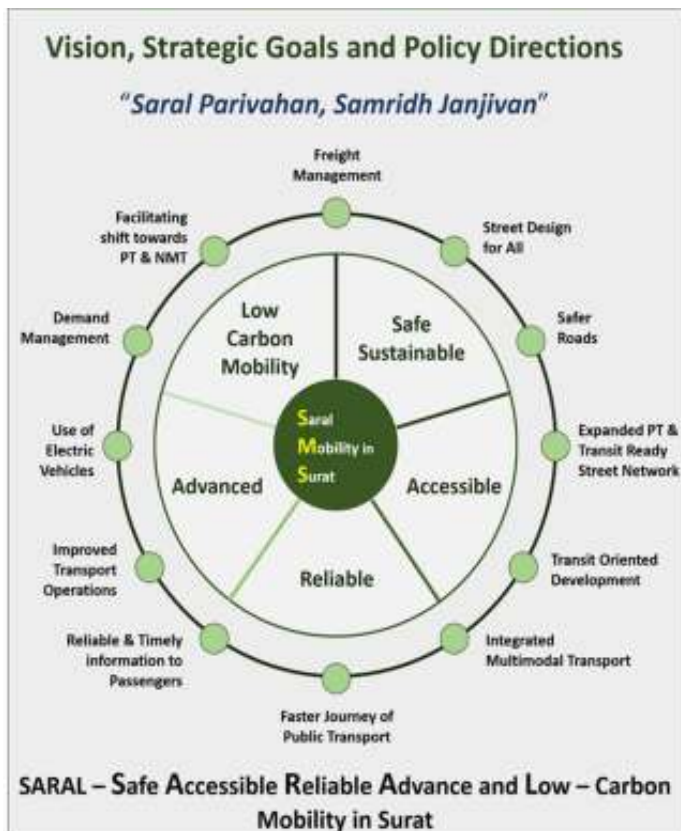 Vision, Strategic Goals and Policy Directions
"Saral Parivahan, Samridh Janjivan"
Freight
Management
Street Design
for All
Safer
Roads
Expanded PT &
Transit Ready
Street Network
Transit Oriented
Development
Integrated
Multimodal Transport
Faster Journey of
Public Transport
Reliable & Timely
information to
Passengers
Improved
Transport
Operations
Use of
Electric
Vehicles
Demand
Management
Facilitating
shift towards
PT & NMT
Low
Carbon
Mobility
Safe
Sustainable
Accessible
Reliable
Advanced
Saral
Mobility in
Surat
SARAL – Safe Accessible Reliable Advance and Low – Carbon
Mobility in Surat